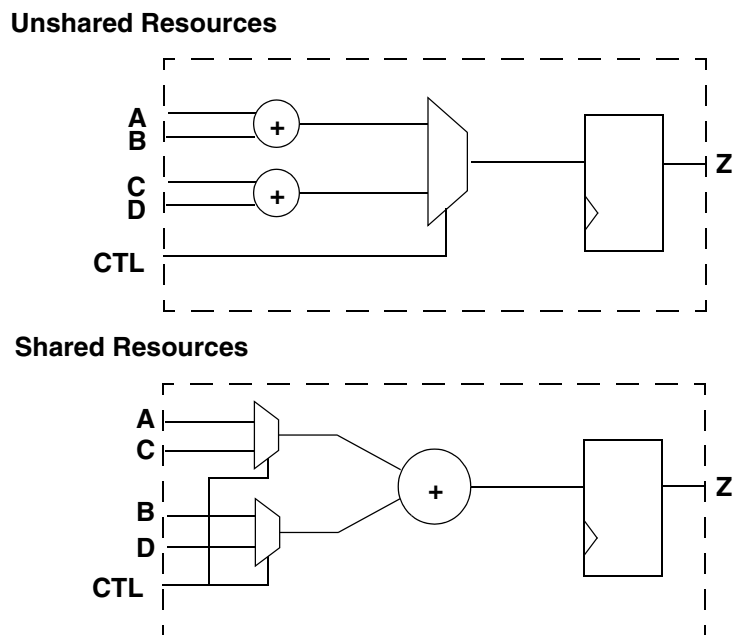 Unshared Resources
A
B
+
C
D
+
CTL
Z
Shared Resources
A
C
B
D
CTL
+
Z